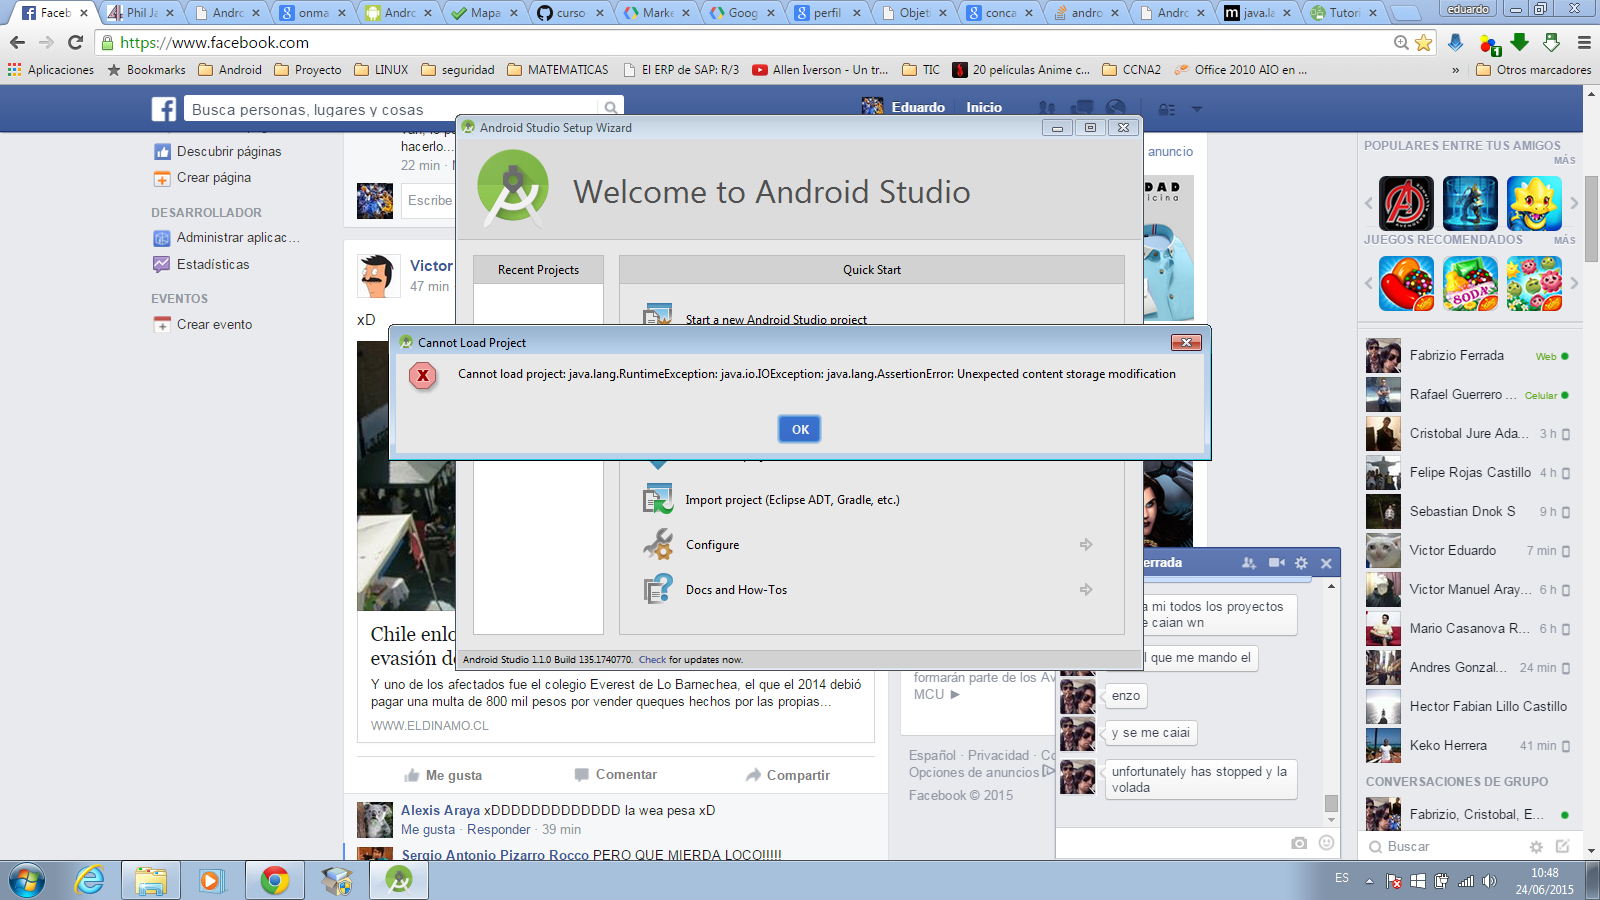 Faceb
Phil Ja
Andro
onma
Andro
Mapa
curso
Marke
Goog
perfil
Objeti
conca
andro
Andro
java.la
Tutori
eduardo
https://www.facebook.com
Aplicaciones
Bookmarks
Android
Proyecto
LINUX
seguridad
MATEMATICAS
El ERP de SAP: R/3
Allen Iverson - Un tr...
TIC
20 películas Anime c...
CCNA2
Office 2010 AIO en ...
»
Otros marcadores
Busca personas, lugares y cosas
Eduardo
Inicio
Descubrir páginas
Crear página
DESARROLLADOR
Administrar aplicac...
Estadísticas
EVENTOS
Crear evento
hacerlo...
22 min ·
Escribe
Victor
47 min ·
xD
Android Studio Setup Wizard
Welcome to Android Studio
Recent Projects
Quick Start
Start a new Android Studio project
Cannot Load Project
Cannot load project: java.lang.RuntimeException: java.io.IOException: java.lang.AssertionError: Unexpected content storage modification
OK
Import project (Eclipse ADT, Gradle, etc.)
Configure
Docs and How-Tos
Android Studio 1.1.0 Build 135.1740770. Check for updates now.
Chile enlo
evasión de
Y uno de los afectados fue el colegio Everest de Lo Barnechea, el que el 2014 debió
pagar una multa de 800 mil pesos por vender queques hechos por las propias...
WWW.ELDINAMO.CL
Me gusta
Comentar
Compartir
Alexis Araya xDDDDDDDDDDDDD la wea pesa xD
Me gusta · Responder · 39 min
Sergio Antonio Pizarro Rocco PERO QUE MIERDA LOCO!!!!!
anuncio
DAD
icina
formarán parte de los Av
MCU ►
Español · Privacidad · Co
Opciones de anuncios
Facebook © 2015
errada
a mi todos los proyectos
e caian wn
l que me mando el
enzo
y se me caiai
unfortunately has stopped y la
volada
POPULARES ENTRE TUS AMIGOS
MÁS
JUEGOS RECOMENDADOS
MÁS
SODA
Fabrizio Ferrada
Web
Rafael Guerrero ...
Celular
Cristobal Jure Ada...
3 h
Felipe Rojas Castillo
4 h
Sebastian Dnok S
9 h
Victor Eduardo
7 min
Victor Manuel Aray...
6 h
Mario Casanova R...
6 h
Andres Gonzal...
24 min
Hector Fabian Lillo Castillo
Keko Herrera
41 min
CONVERSACIONES DE GRUPO
Fabrizio, Cristobal, E...
Buscar
ES
10:48
24/06/2015